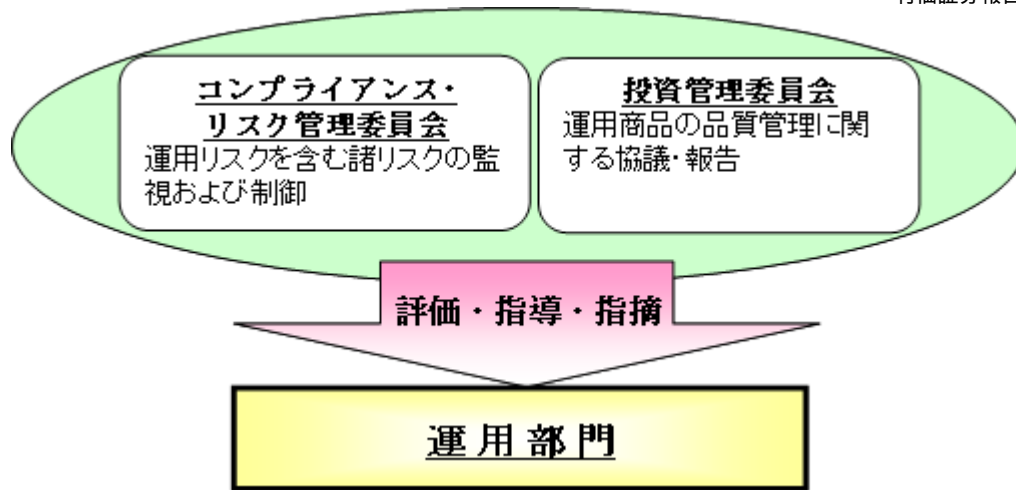 コンプライアンス・
リスク管理委員会
運用リスクを含む諸リスクの監
視および制御
投資管理委員会
運用商品の品質管理に関
する協議・報告
評価・指導・指摘
運用部門